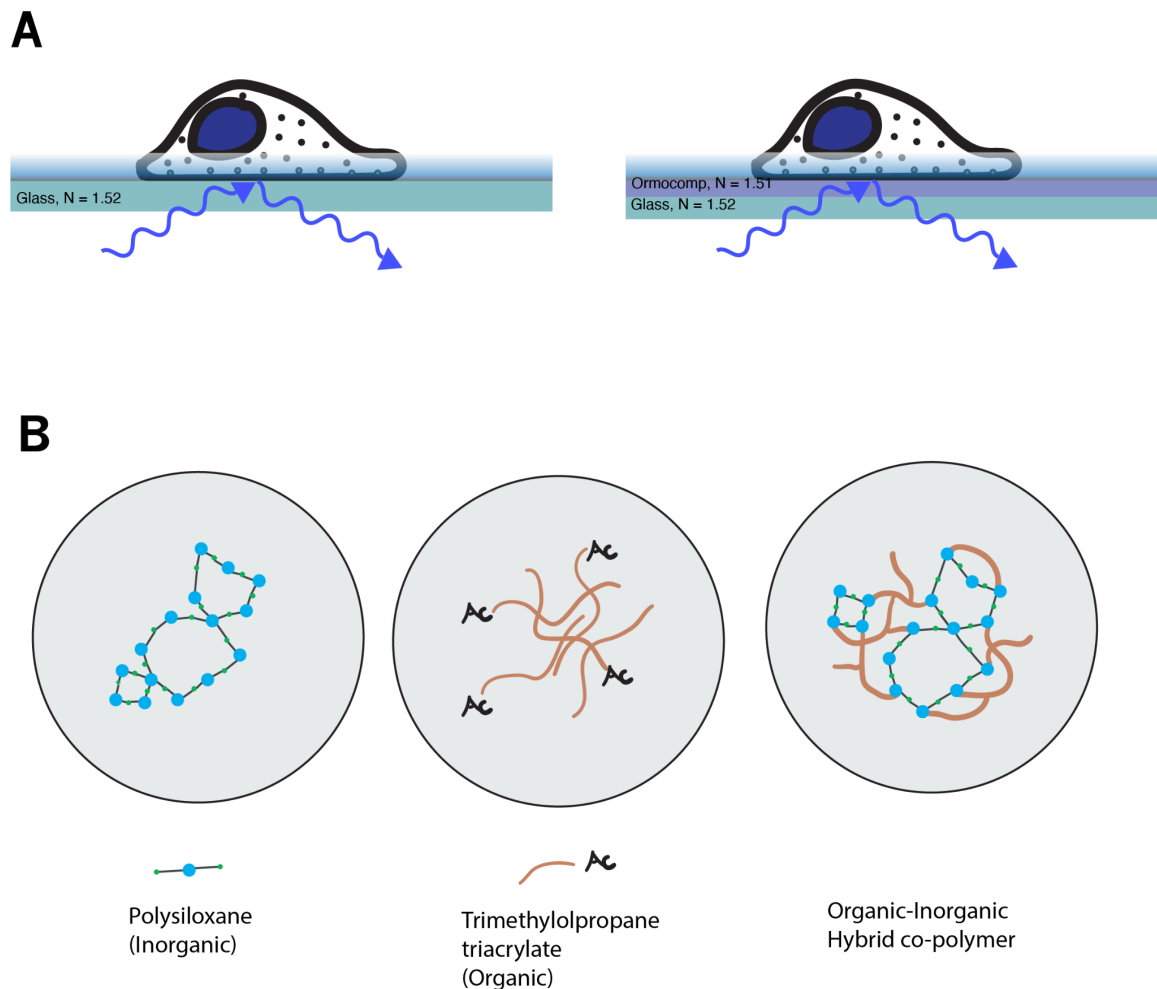 A
Glass, N = 1.52
Ormocomp, N = 1.51
Glass, N = 1.52
B
Ac
Ac
Ac
Ac
Ac
Polysiloxane
(Inorganic)
Trimethylolpropane
triacrylate
(Organic)
Organic-Inorganic
Hybrid co-polymer